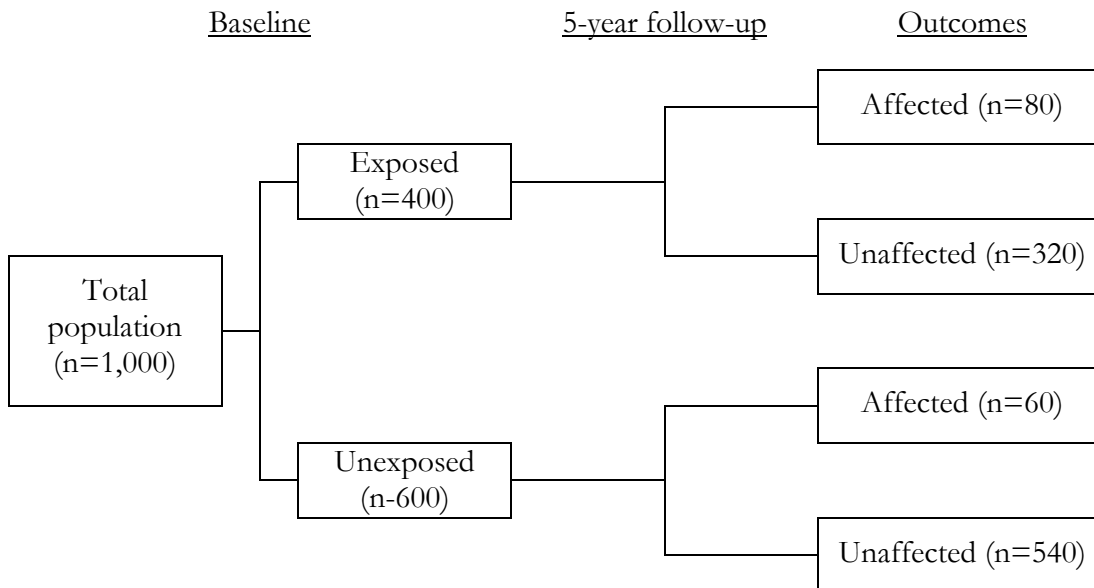 Baseline
5-year follow-up
Outcomes
Affected (n=80)
Exposed
(n=400)
Unaffected (n=320)
Total
population
(n=1,000)
Affected (n=60)
Unexposed
(n-600)
Unaffected (n=540)